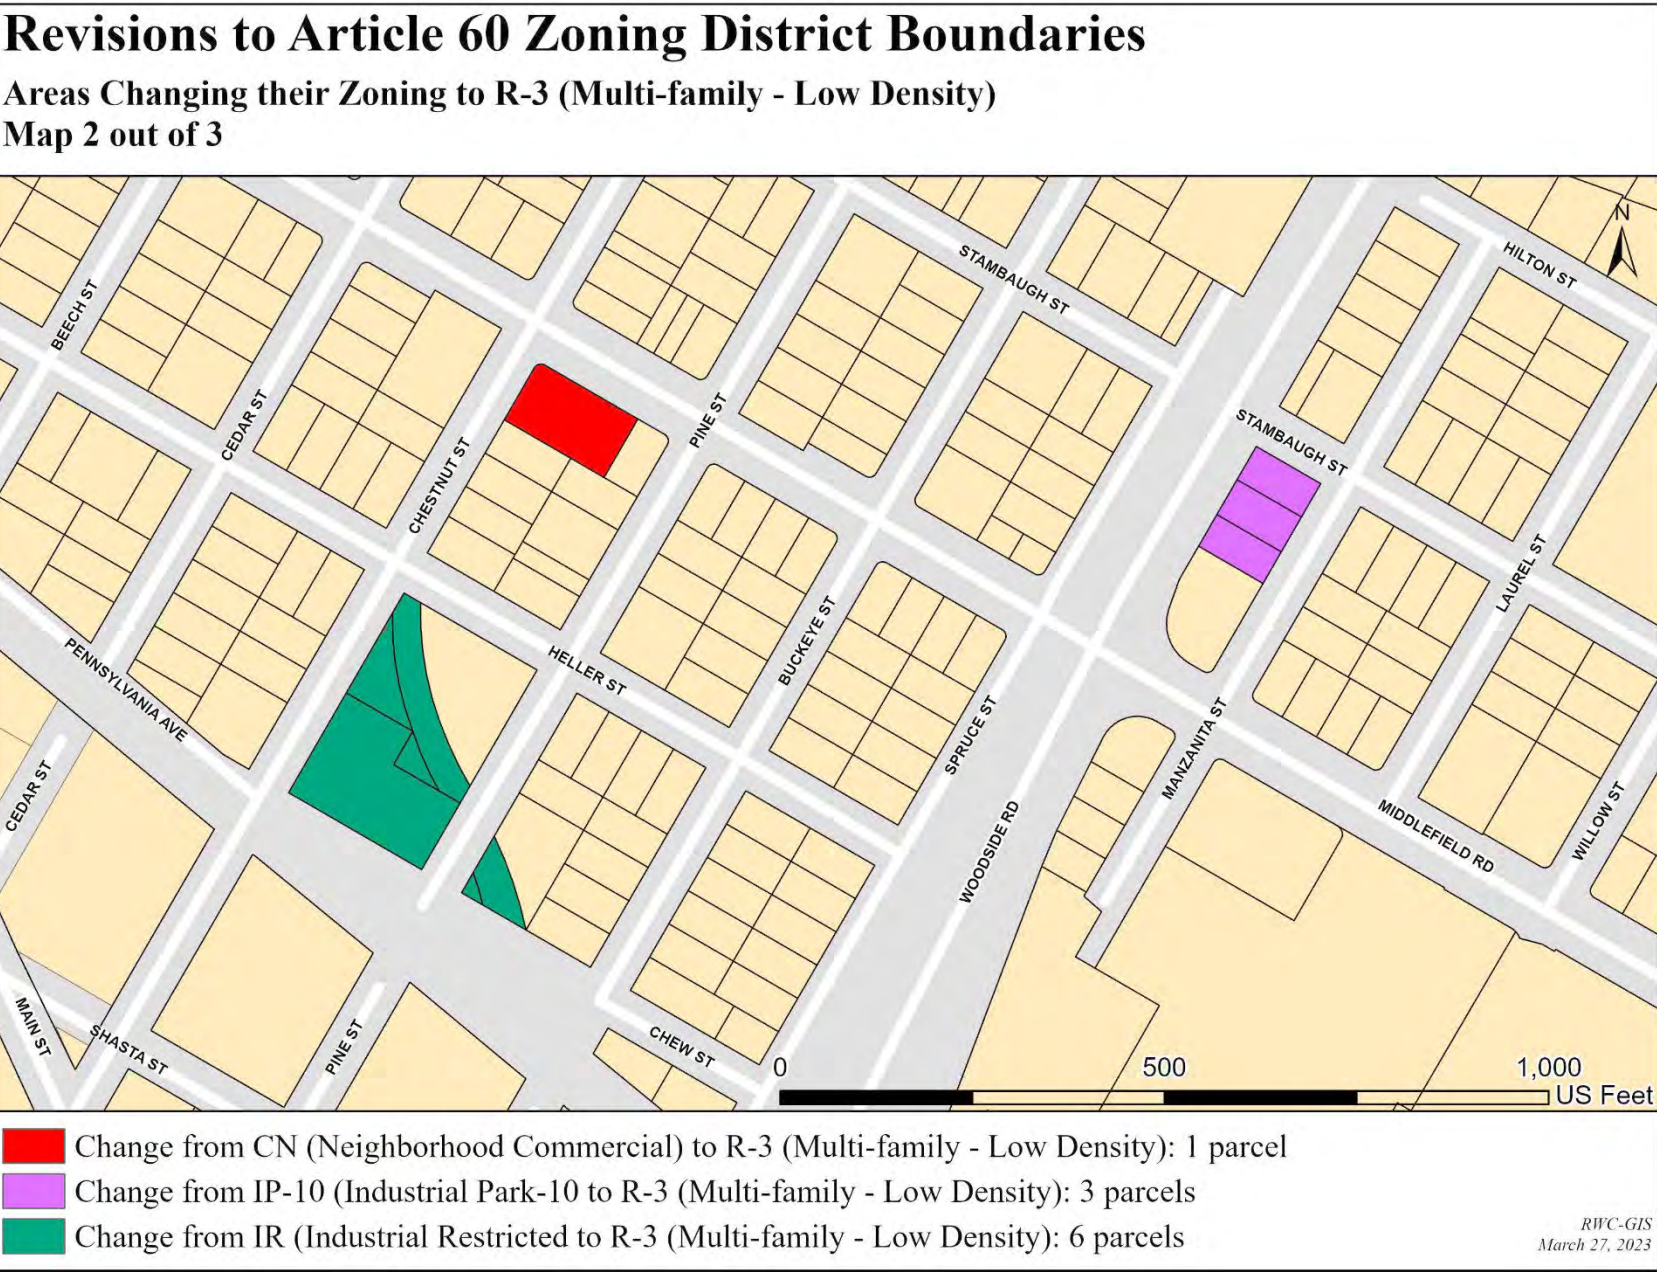 Revisions to Article 60 Zoning District Boundaries
Areas Changing their Zoning to R-3 (Multi-family - Low Density)
Map 2 out of 3
N
HILTON ST
STAMBAUGH ST
BEECH ST
CEDAR ST
PINE ST
STAMBAUGH ST
CHESTNUT ST
LAUREL ST
BUCKEYE ST
HELLER ST
PENNSYLVANIA AVE
SPRUCE ST
MANZANITA ST
CEDAR ST
WOODSIDE RD
MIDDLEFIELD RD
WILLOW ST
MAIN ST
SHASTA ST
PINE ST
CHEW ST
0 500 1,000
US Feet
Change from CN (Neighborhood Commercial) to R-3 (Multi-family - Low Density): 1 parcel
Change from IP-10 (Industrial Park-10 to R-3 (Multi-family - Low Density): 3 parcels
Change from IR (Industrial Restricted to R-3 (Multi-family - Low Density): 6 parcels
RWC-GIS
March 27, 2023